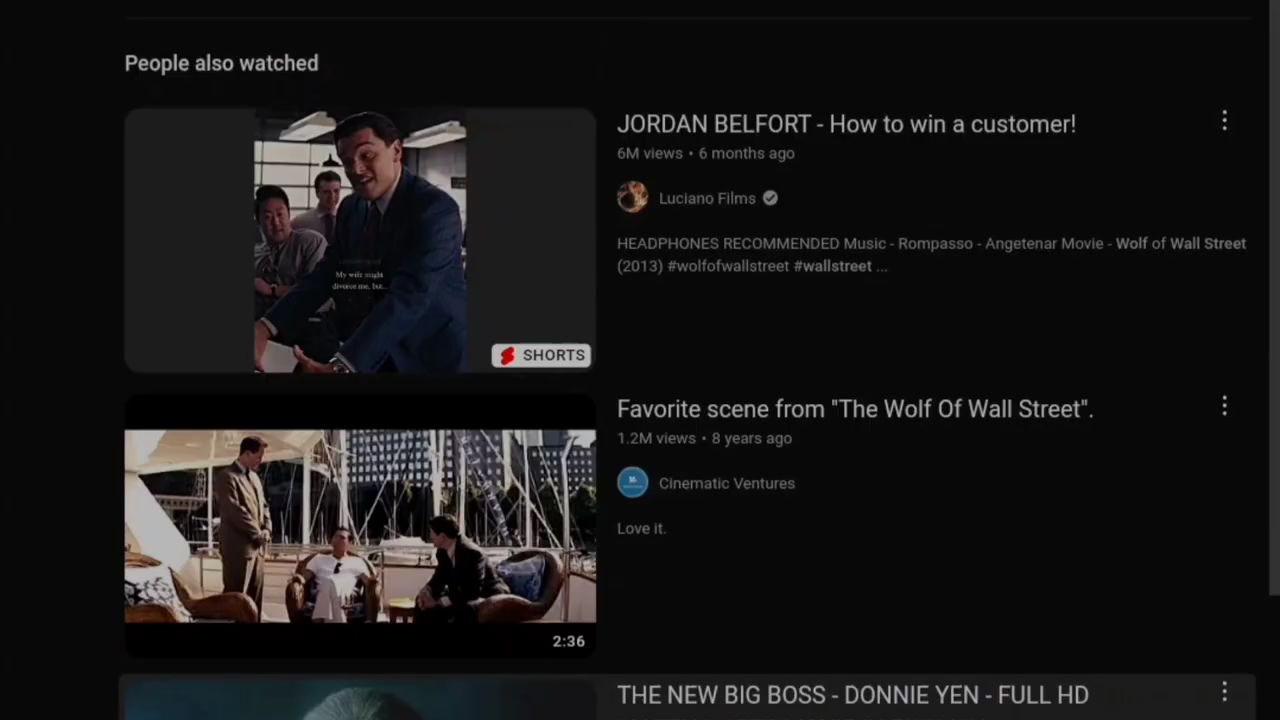 People also watched
JORDAN BELFORT - How to win a customer!
6M views • 6 months ago
Luciano Films
HEADPHONES RECOMMENDED Music - Rompasso - Angetenar Movie - Wolf of Wall Street
(2013) #wolfofwallstreet #wallstreet ...
My wife might
divorce me, but...
SHORTS
Favorite scene from "The Wolf Of Wall Street".
1.2M views • 8 years ago
Cinematic Ventures
Love it.
2:36
THE NEW BIG BOSS - DONNIE YEN - FULL HD